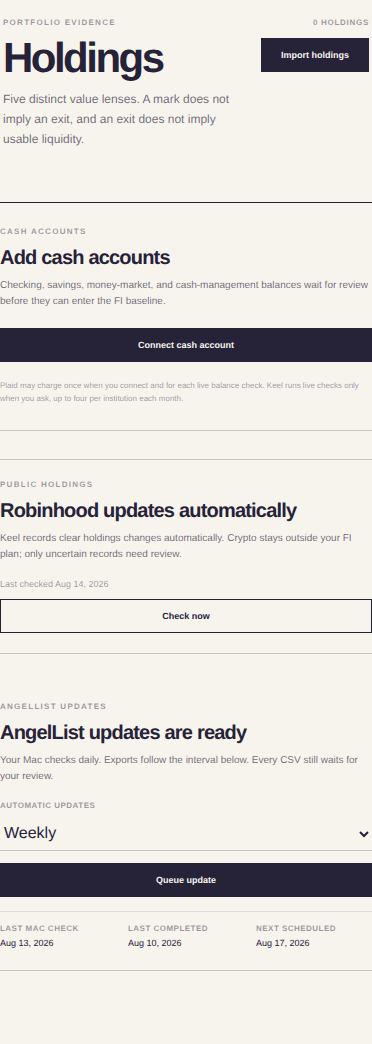 PORTFOLIO EVIDENCE
0 HOLDINGS
Holdings
Import holdings
Five distinct value lenses. A mark does not
imply an exit, and an exit does not imply
usable liquidity.
CASH ACCOUNTS
Add cash accounts
Checking, savings, money-market, and cash-management balances wait for review
before they can enter the FI baseline.
Connect cash account
Plaid may charge once when you connect and for each live balance check. Keel runs live checks only
when you ask, up to four per institution each month.
PUBLIC HOLDINGS
Robinhood updates automatically
Keel records clear holdings changes automatically. Crypto stays outside your FI
plan; only uncertain records need review.
Last checked Aug 14, 2026
Check now
ANGELLIST UPDATES
AngelList updates are ready
Your Mac checks daily. Exports follow the interval below. Every CSV still waits for
your review.
AUTOMATIC UPDATES
Weekly
Queue update
LAST MAC CHECK
Aug 13, 2026
LAST COMPLETED
Aug 10, 2026
NEXT SCHEDULED
Aug 17, 2026